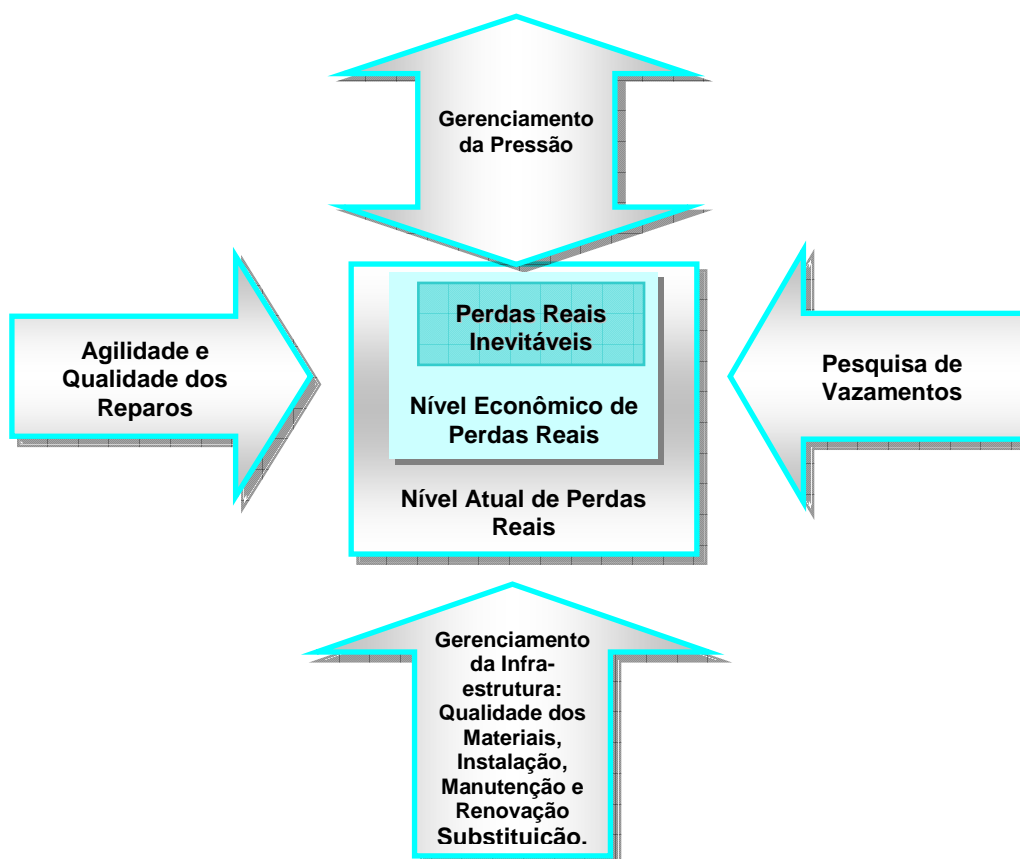 Gerenciamento
da Pressão
Perdas Reais
Inevitáveis
Agilidade e
Qualidade dos
Reparos
Pesquisa de
Vazamentos
Nível Econômico de
Perdas Reais
Nível Atual de Perdas
Reais
Gerenciamento
da Infra-
estrutura:
Qualidade dos
Materiais,
Instalação,
Manutenção e
Renovação
Substituição.